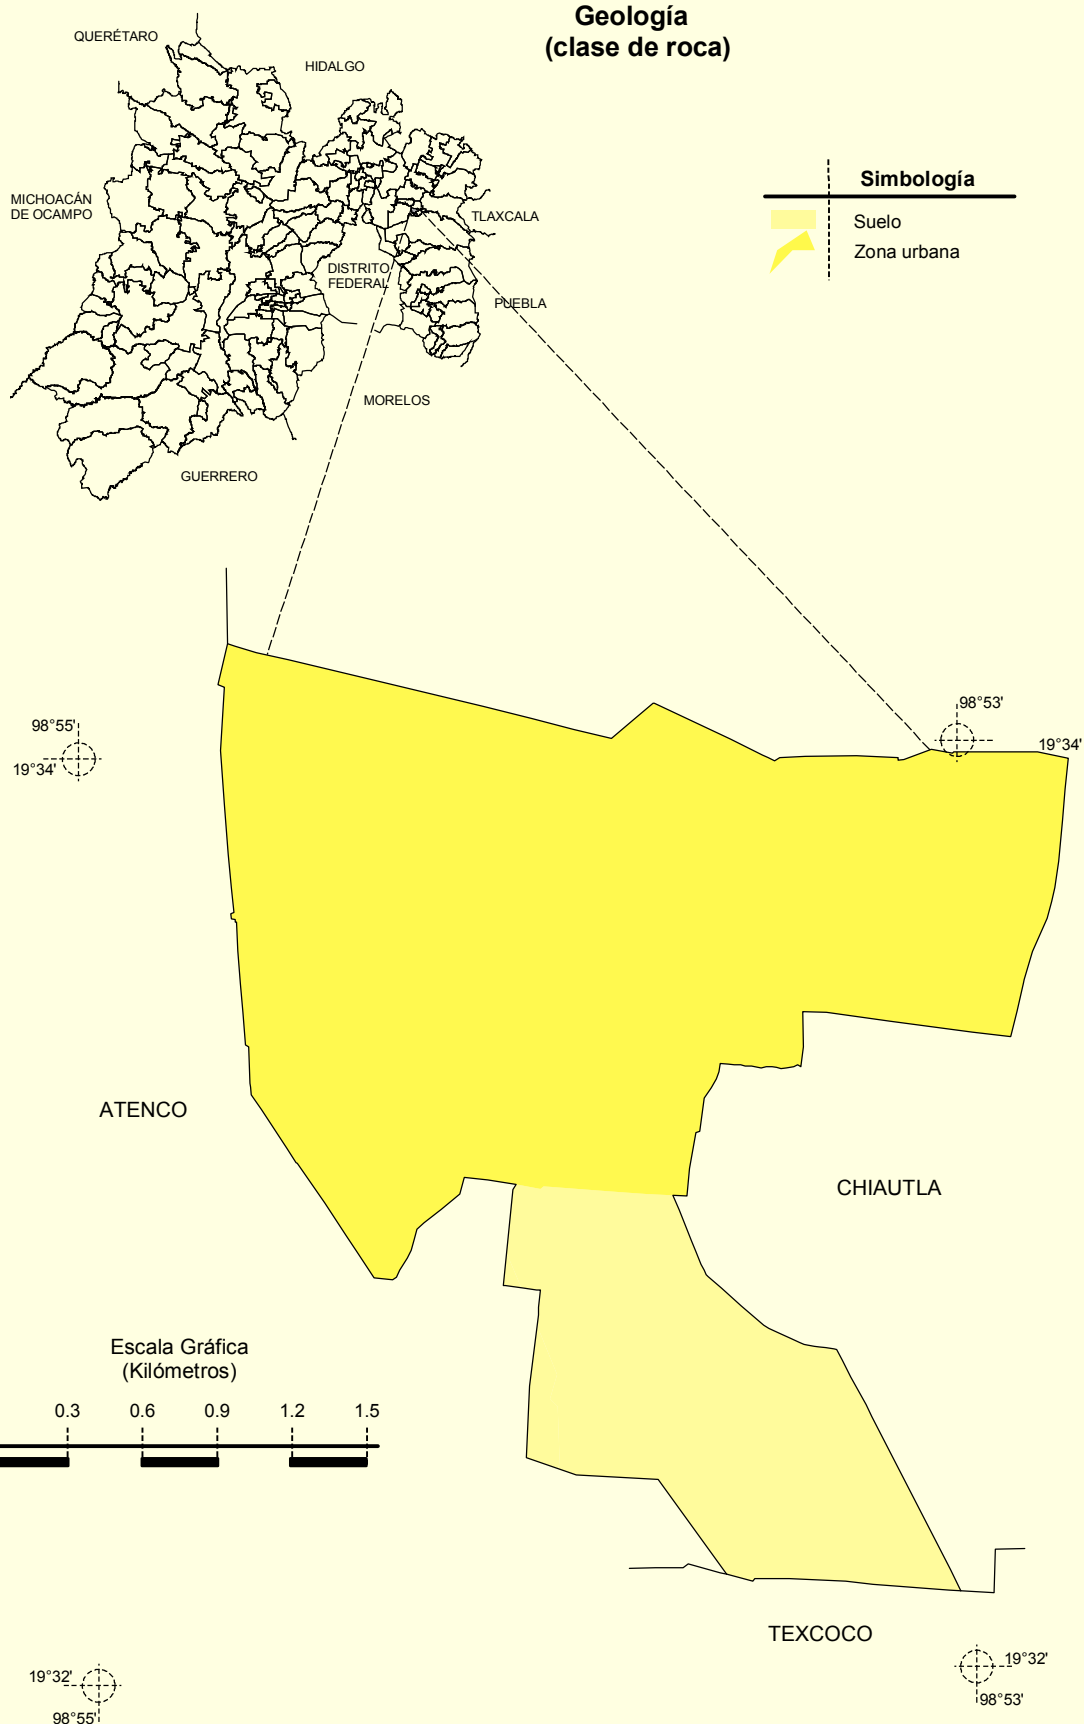 Geología
(clase de roca)
QUERÉTARO
HIDALGO
MICHOACÁN
DE OCAMPO
TLAXCALA
DISTRITO
FEDERAL
PUEBLA
MORELOS
GUERRERO
Simbología
Suelo
Zona urbana
98°55'
19°34'
98°53'
19°34'
ATENCO
CHIAUTLA
Escala Gráfica
(Kilómetros)
0.3 0.6 0.9 1.2 1.5
TEXCOCO
19°32'
98°55'
19°32'
98°53'